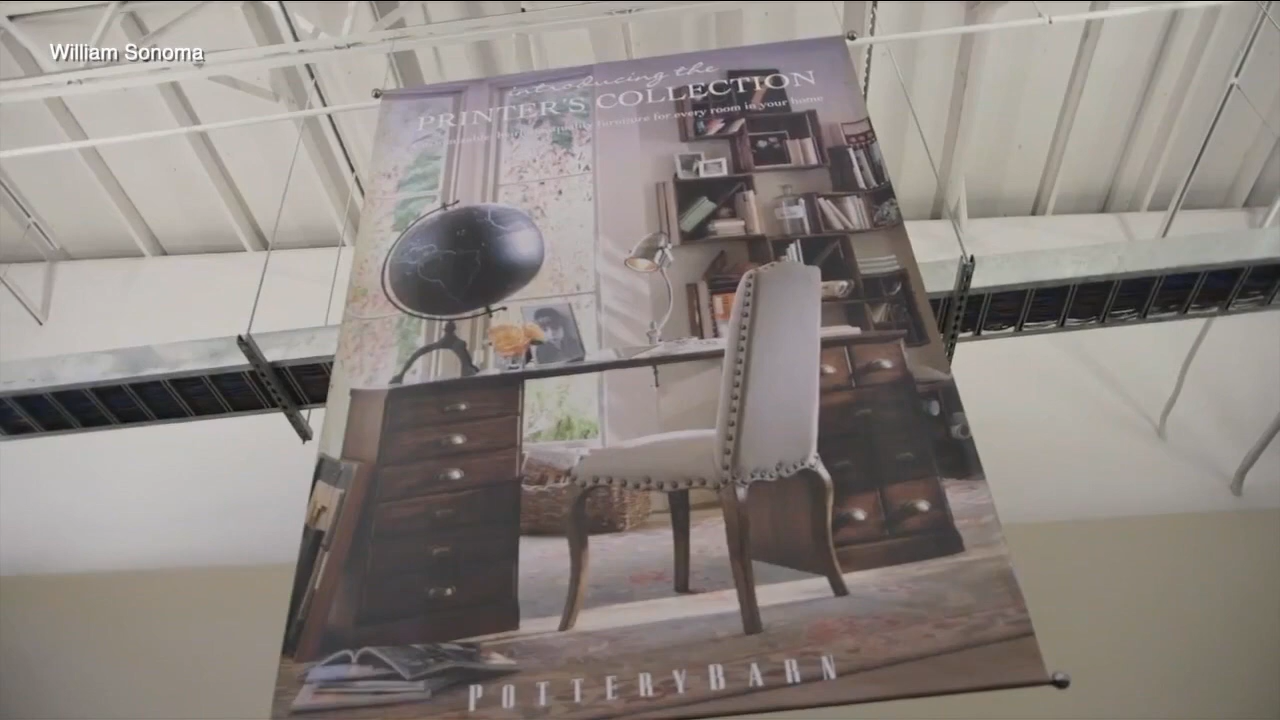 William Sonoma
introducing the
PRINTER'S COLLECTION
furniture for every room in your home
POTTERYBARN